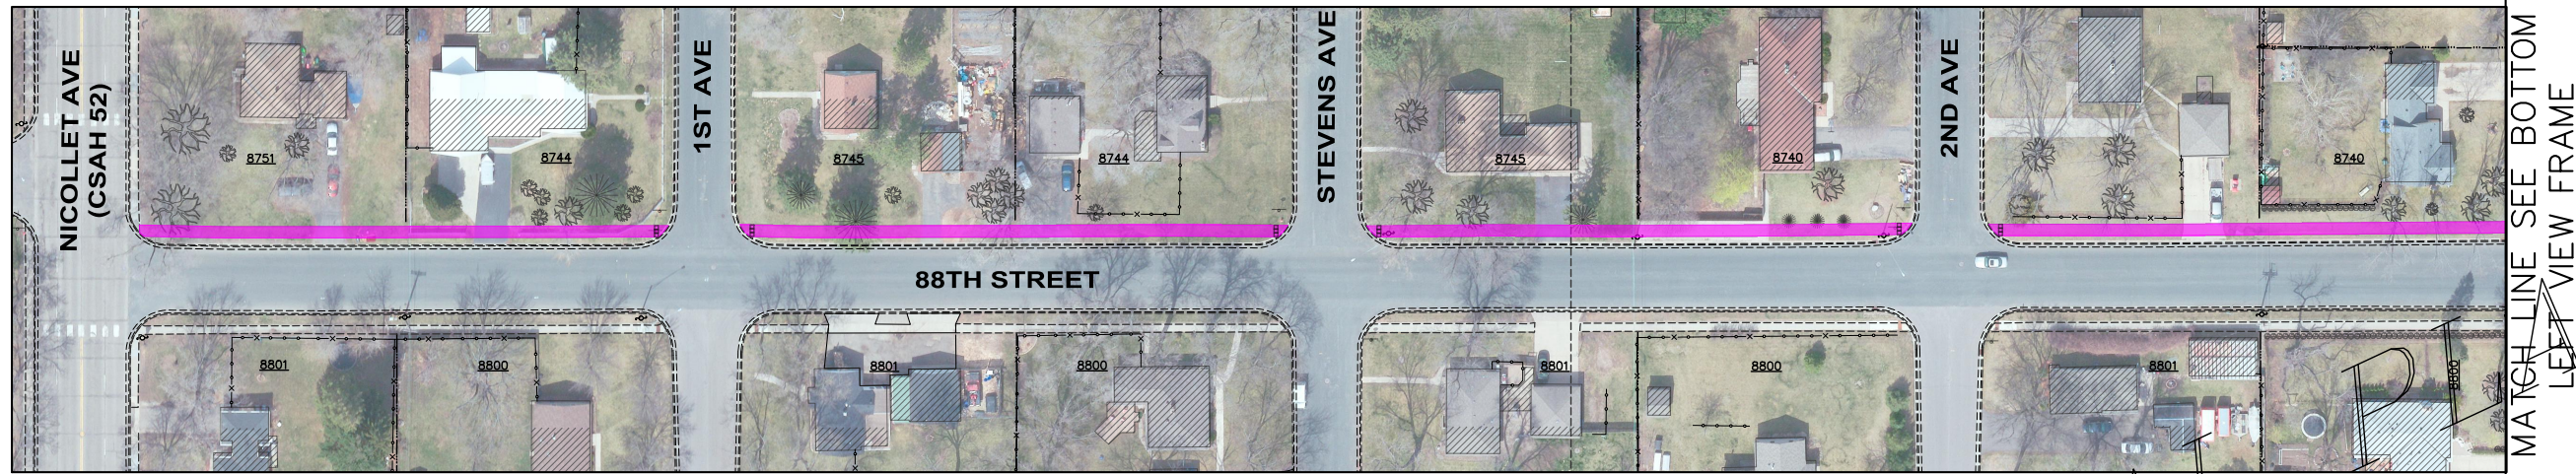 NICOLLET AVE
(CSAH 52)
8751
8744
1ST AVE
8745
8744
STEVENS AVE
8745
8740
2ND AVE
8740
88TH STREET
8801
8800
8801
8800
8801
8800
8801
8800
MATCH LINE SEE BOTTOM
LEFT VIEW FRAME